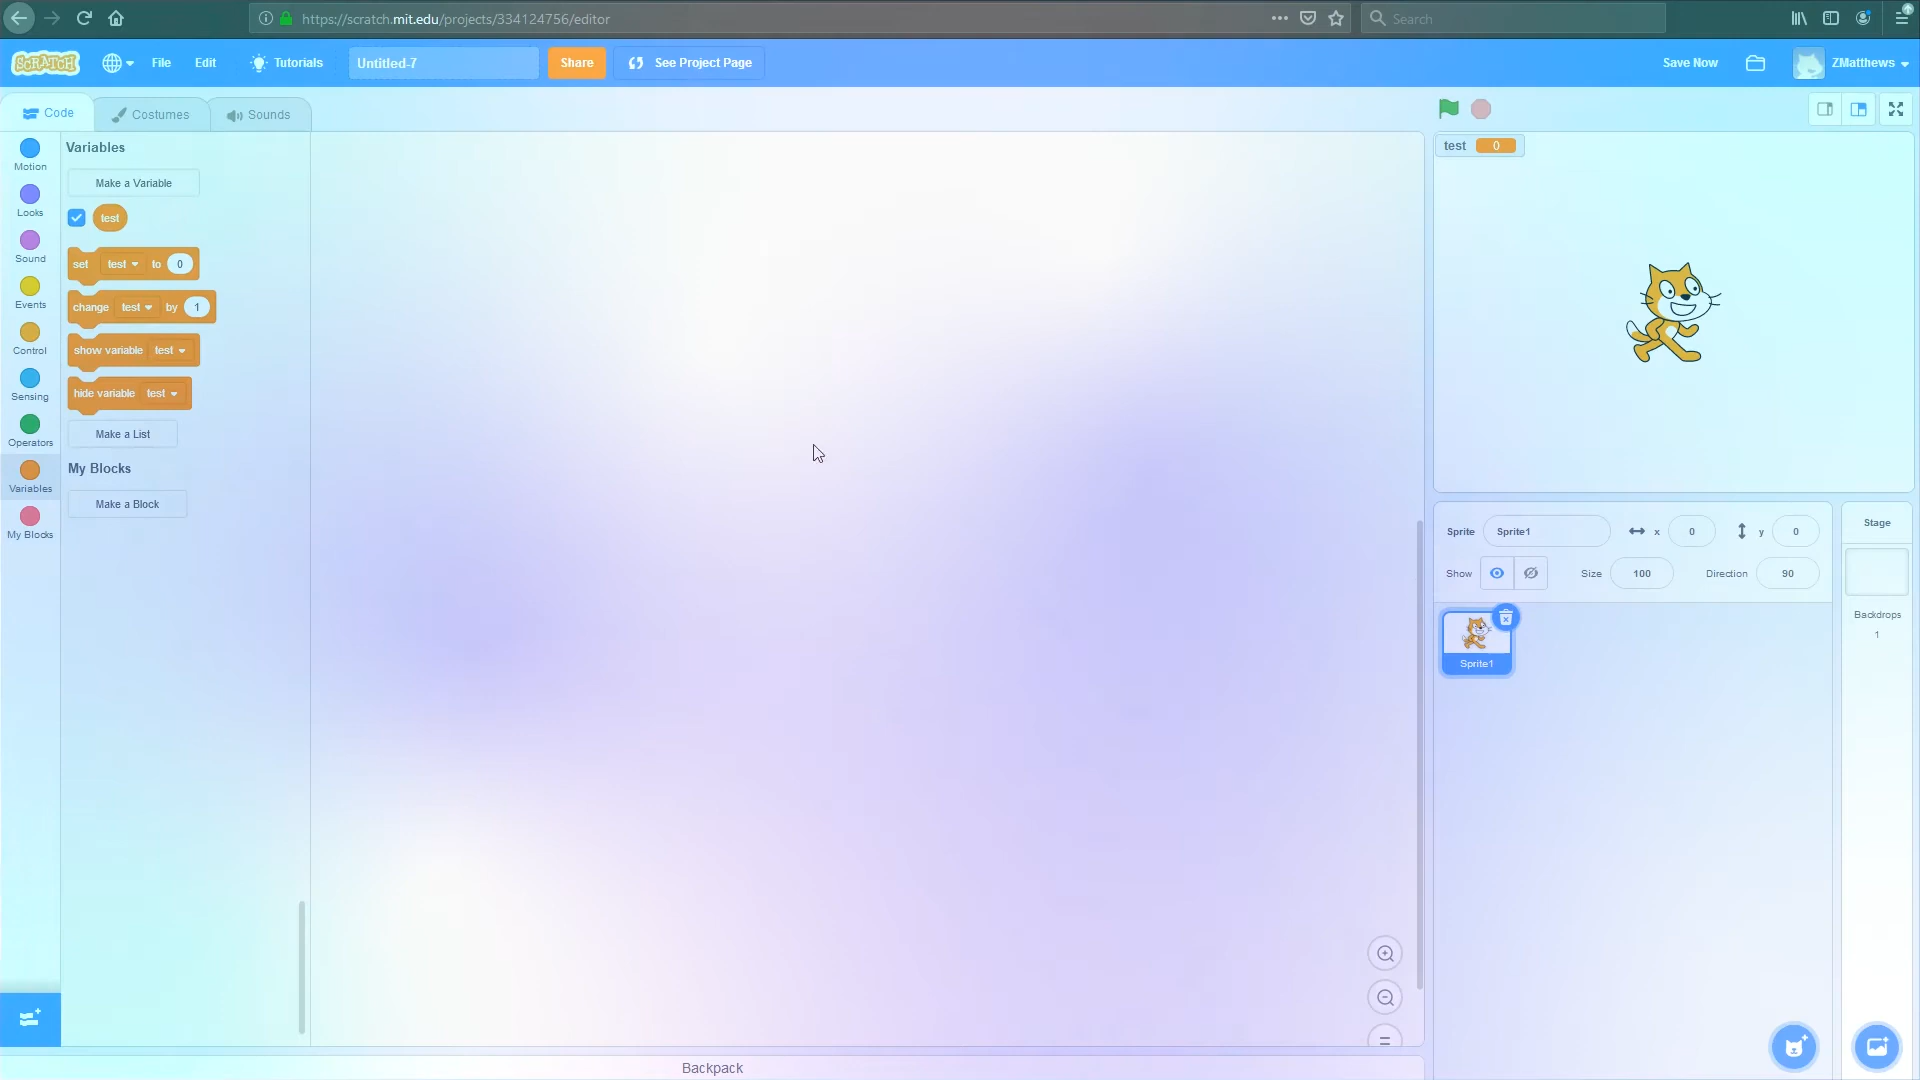 https://scratch.mit.edu/projects/334124756/editor
Search
SCRATCH
File
Edit
Tutorials
Untitled-7
Share
See Project Page
Save Now
ZMatthews
Code
Costumes
Sounds
Motion
Looks
Sound
Events
Control
Sensing
Operators
Variables
My Blocks
Variables
Make a Variable
test
set test to 0
change test by 1
show variable test
hide variable test
Make a List
My Blocks
Make a Block
test 0
Sprite Sprite1 x 0 y 0
Show Size 100 Direction 90
Sprite1
Stage
Backdrops
1
Backpack